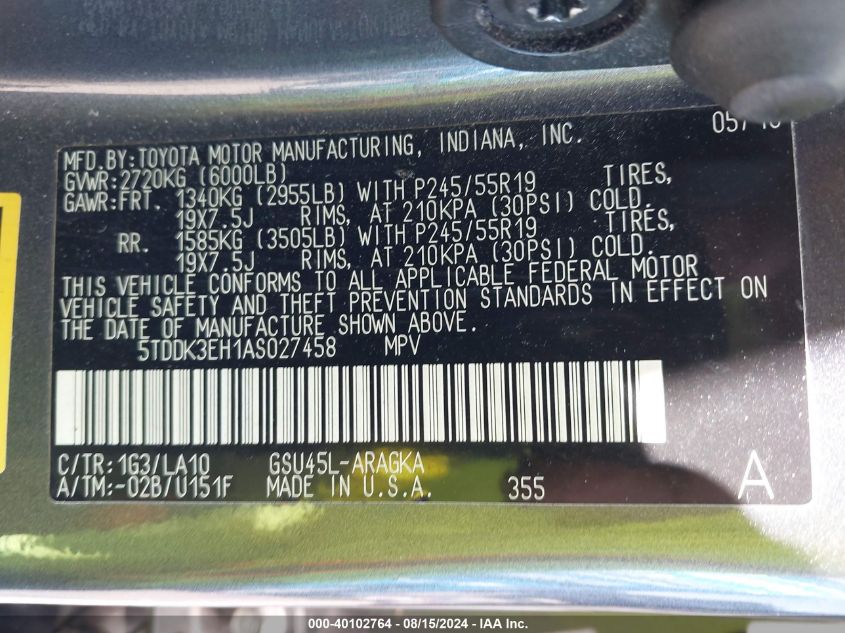 MFD.BY:TOYOTA MOTOR MANUFACTURING, INDIANA, INC.
GVWR:2720KG (6000LB)
GAWR:FRT. 1340KG (2955LB) WITH P245/55R19 TIRES,
19X7.5J RIMS, AT 210KPA (30PSI) COLD.
RR. 1585KG (3505LB) WITH P245/55R19 TIRES,
19X7.5J RIMS, AT 210KPA (30PSI) COLD.
THIS VEHICLE CONFORMS TO ALL APPLICABLE FEDERAL MOTOR
VEHICLE SAFETY AND THEFT PREVENTION STANDARDS IN EFFECT ON
THE DATE OF MANUFACTURE SHOWN ABOVE.
5TDDK3EH1AS027458 MPV
C/TR:1G3/LA10 GSU45L-ARAGKA
A/TM:-02B/U151F MADE IN U.S.A. 355 A
000-40102764 - 08/15/2024 - IAA Inc.